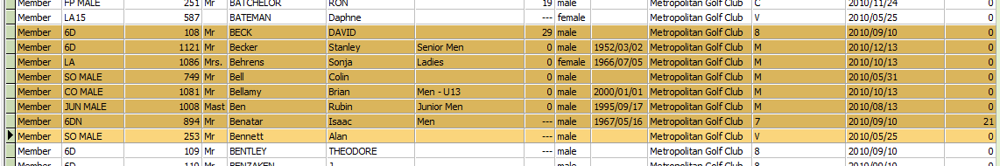 Member FP MALE 251 Mr BATCHELOR RON 19 male Metropolitan Golf Club C 2010/11/24 0
Member LA15 587 BATEMAN Daphne --- female Metropolitan Golf Club V 2010/05/25 0
Member 6D 108 Mr BECK DAVID 29 male Metropolitan Golf Club 8 2010/09/10 0
Member 6D 1121 Mr Becker Stanley Senior Men 0 male 1952/03/02 Metropolitan Golf Club M 2010/12/13 0
Member LA 1086 Mrs. Behrens Sonja Ladies 0 female 1966/07/05 Metropolitan Golf Club M 2010/10/13 0
Member SO MALE 749 Mr Bell Colin 0 male Metropolitan Golf Club M 2010/05/31 0
Member CO MALE 1081 Mr Bellamy Brian Men - U13 0 male 2000/01/01 Metropolitan Golf Club M 2010/10/13 0
Member JUN MALE 1008 Mast Ben Rubin Junior Men 0 male 1995/09/17 Metropolitan Golf Club M 2010/08/13 0
Member 6DN 894 Mr Benatar Isaac Men --- male 1967/05/16 Metropolitan Golf Club 7 2010/09/10 21
Member SO MALE 253 Mr Bennett Alan --- male Metropolitan Golf Club V 2010/05/25 0
Member 6D 109 Mr BENTLEY THEODORE --- male Metropolitan Golf Club 8 2010/09/10 0
Member 6D 110 Mr BENZAKEN J --- male Metropolitan Golf Club 8 2010/09/10 0